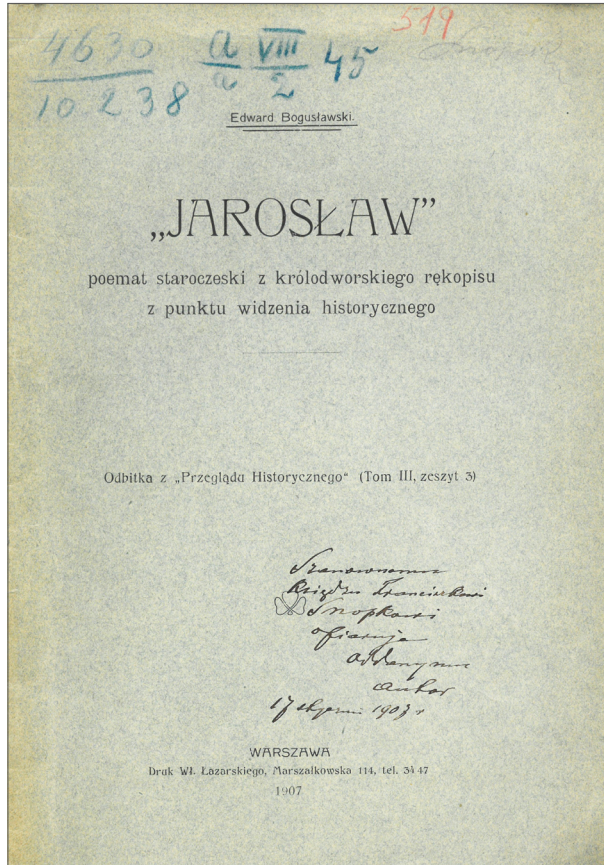 519
4630 a VIII 45
10238 a 2
Edward Bogusławski.
„JAROSŁAW”
poemat staroczeski z królodworskiego rękopisu
z punktu widzenia historycznego
Odbitka z „Przeglądu Historycznego“ (Tom III, zeszyt 3)
Szanownemu
Księdzu Franciszkowi
Snopkowi
ofiaruje
autor
17 1907 r
WARSZAWA
Druk Wł. Łazarskiego, Marszałkowska 114, tel. 34 47
1907